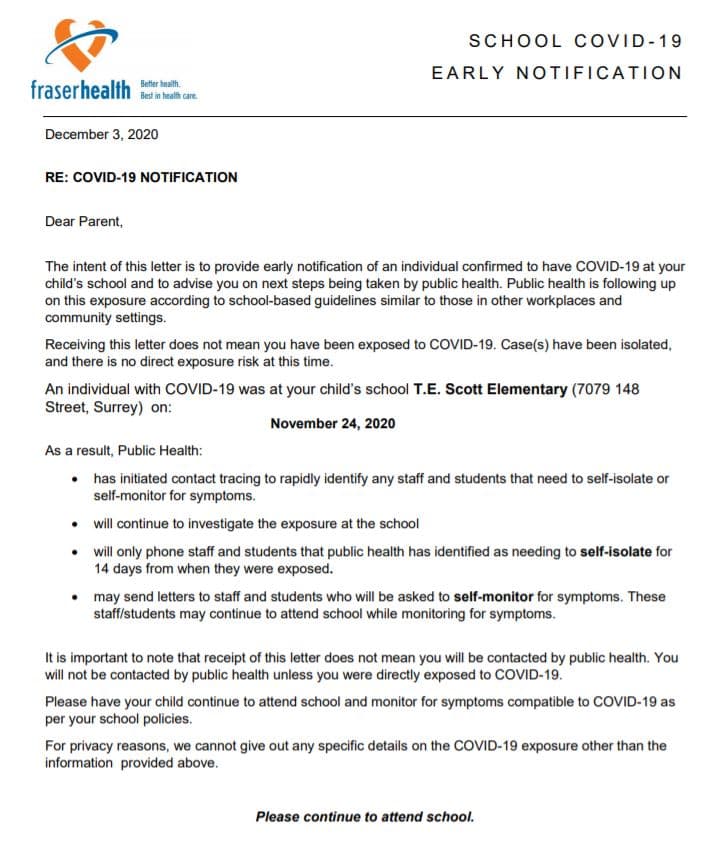 SCHOOL COVID-19
EARLY NOTIFICATION
fraserhealth
Better health.
Best in health care.
December 3, 2020
RE: COVID-19 NOTIFICATION
Dear Parent,
The intent of this letter is to provide early notification of an individual confirmed to have COVID-19 at your
child's school and to advise you on next steps being taken by public health. Public health is following up
on this exposure according to school-based guidelines similar to those in other workplaces and
community settings.
Receiving this letter does not mean you have been exposed to COVID-19. Case(s) have been isolated,
and there is no direct exposure risk at this time.
An individual with COVID-19 was at your child's school T.E. Scott Elementary (7079 148
Street, Surrey) on:
November 24, 2020
As a result, Public Health:
• has initiated contact tracing to rapidly identify any staff and students that need to self-isolate or
self-monitor for symptoms.
• will continue to investigate the exposure at the school
• will only phone staff and students that public health has identified as needing to self-isolate for
14 days from when they were exposed.
• may send letters to staff and students who will be asked to self-monitor for symptoms. These
staff/students may continue to attend school while monitoring for symptoms.
It is important to note that receipt of this letter does not mean you will be contacted by public health. You
will not be contacted by public health unless you were directly exposed to COVID-19.
Please have your child continue to attend school and monitor for symptoms compatible to COVID-19 as
per your school policies.
For privacy reasons, we cannot give out any specific details on the COVID-19 exposure other than the
information provided above.
Please continue to attend school.